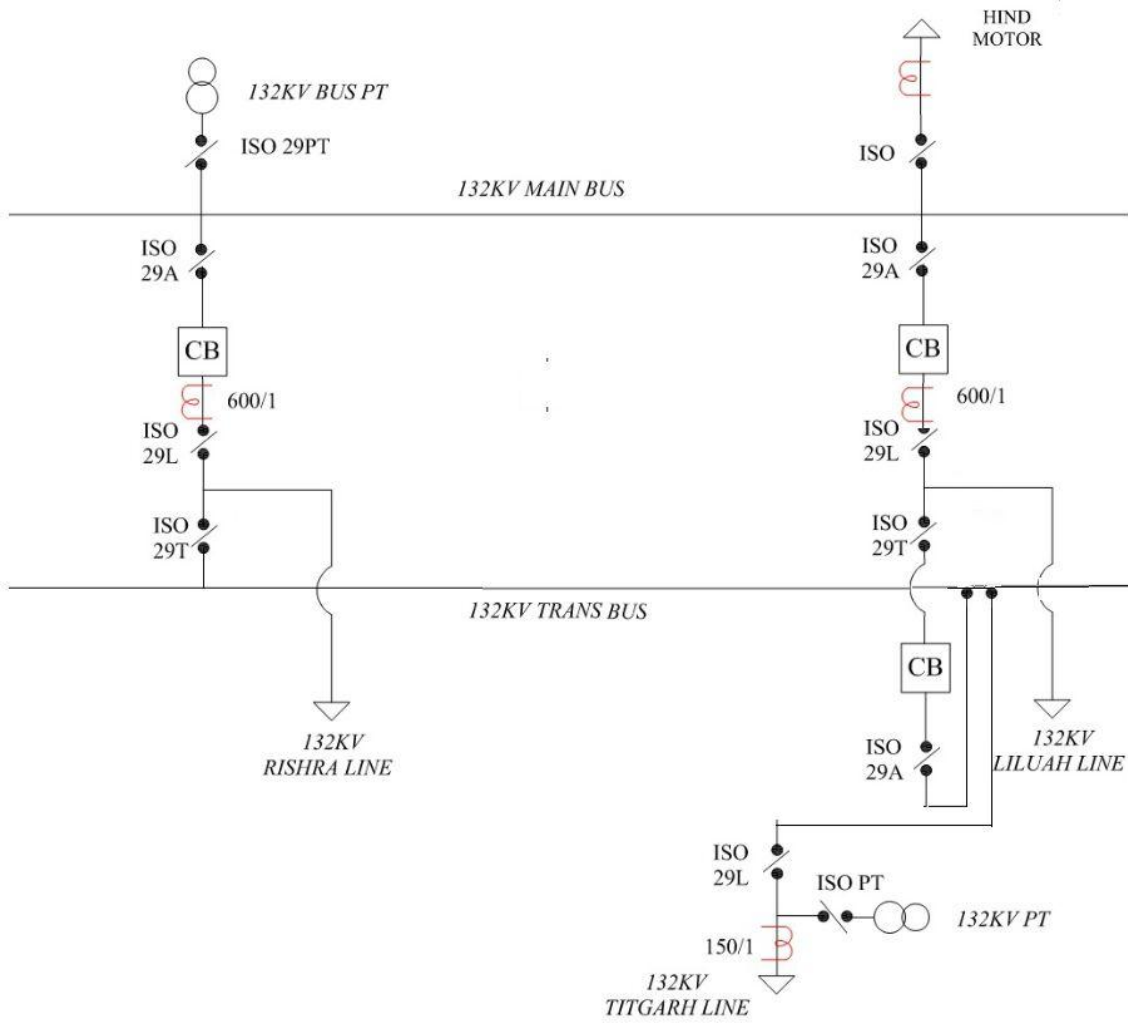 HIND
MOTOR
132KV BUS PT
ISO 29PT
ISO
132KV MAIN BUS
ISO
29A
ISO
29A
CB
CB
600/1
600/1
ISO
29L
ISO
29L
ISO
29T
ISO
29T
132KV TRANS BUS
CB
132KV
RISHRA LINE
ISO
29A
132KV
LILUAH LINE
ISO
29L
ISO PT
132KV PT
150/1
132KV
TITGARH LINE